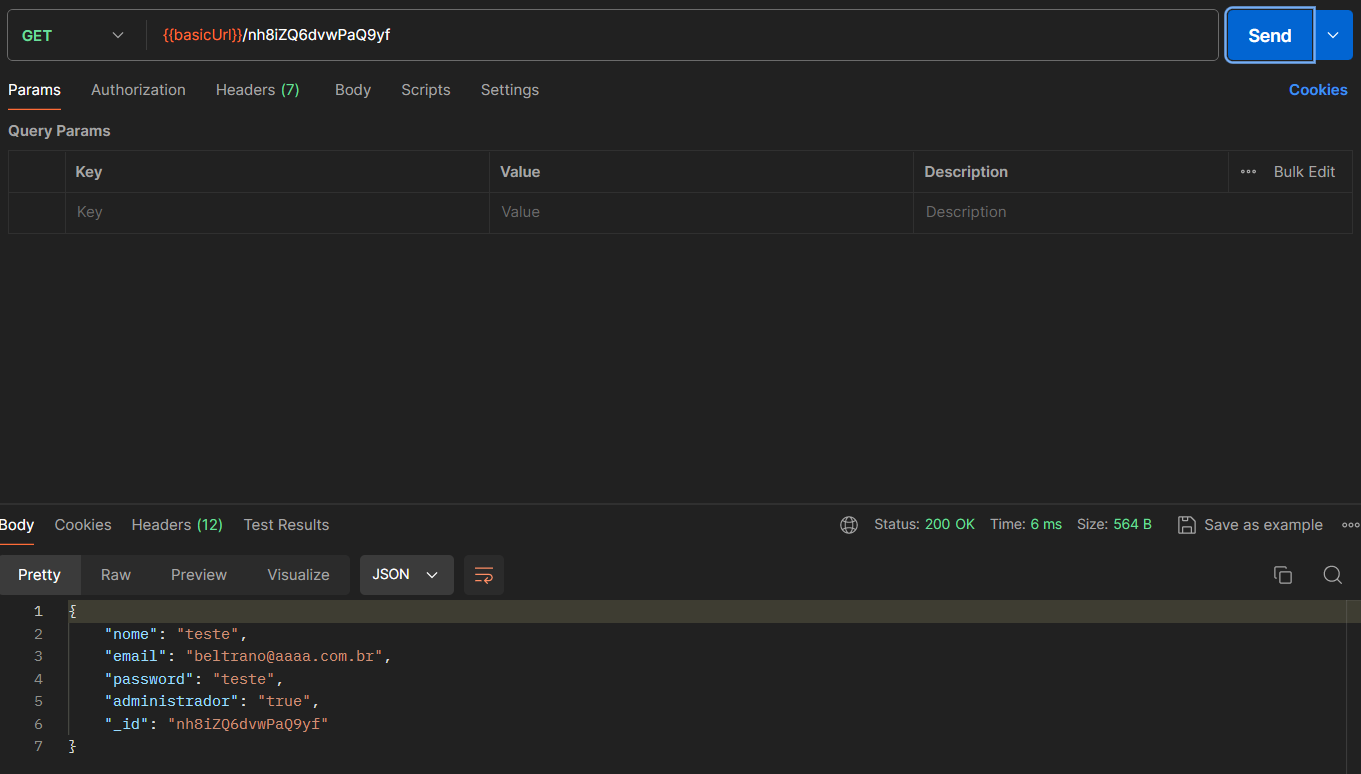 GET {{basicUrl}}/nh8iZQ6dvwPaQ9yf Send
Params Authorization Headers (7) Body Scripts Settings Cookies
Query Params
Key Value Description ••• Bulk Edit
Key Value Description
Body Cookies Headers (12) Test Results Status: 200 OK Time: 6 ms Size: 564 B Save as example •••
Pretty Raw Preview Visualize JSON
1 {
2 "nome": "teste",
3 "email": "beltrano@aaaa.com.br",
4 "password": "teste",
5 "administrador": "true",
6 "_id": "nh8iZQ6dvwPaQ9yf"
7 }